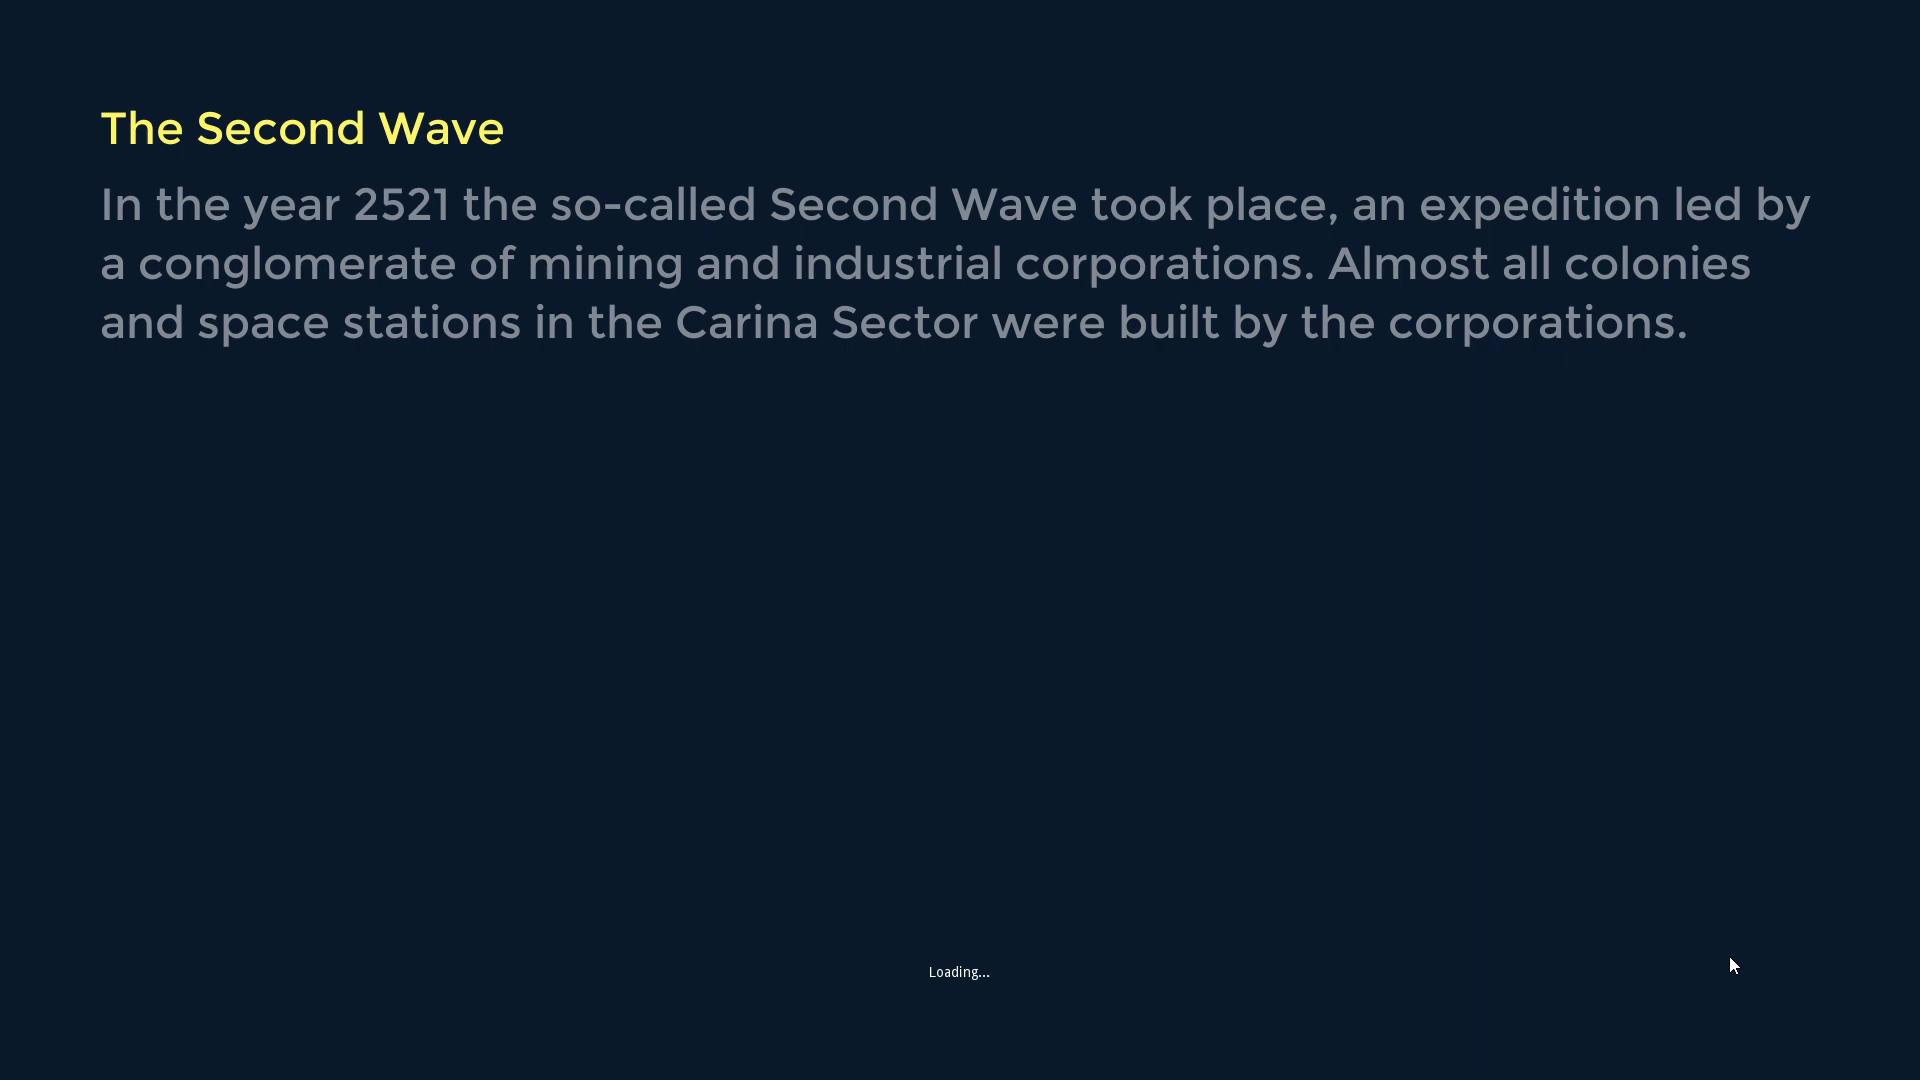 The Second Wave
In the year 2521 the so-called Second Wave took place, an expedition led by
a conglomerate of mining and industrial corporations. Almost all colonies
and space stations in the Carina Sector were built by the corporations.
Loading...